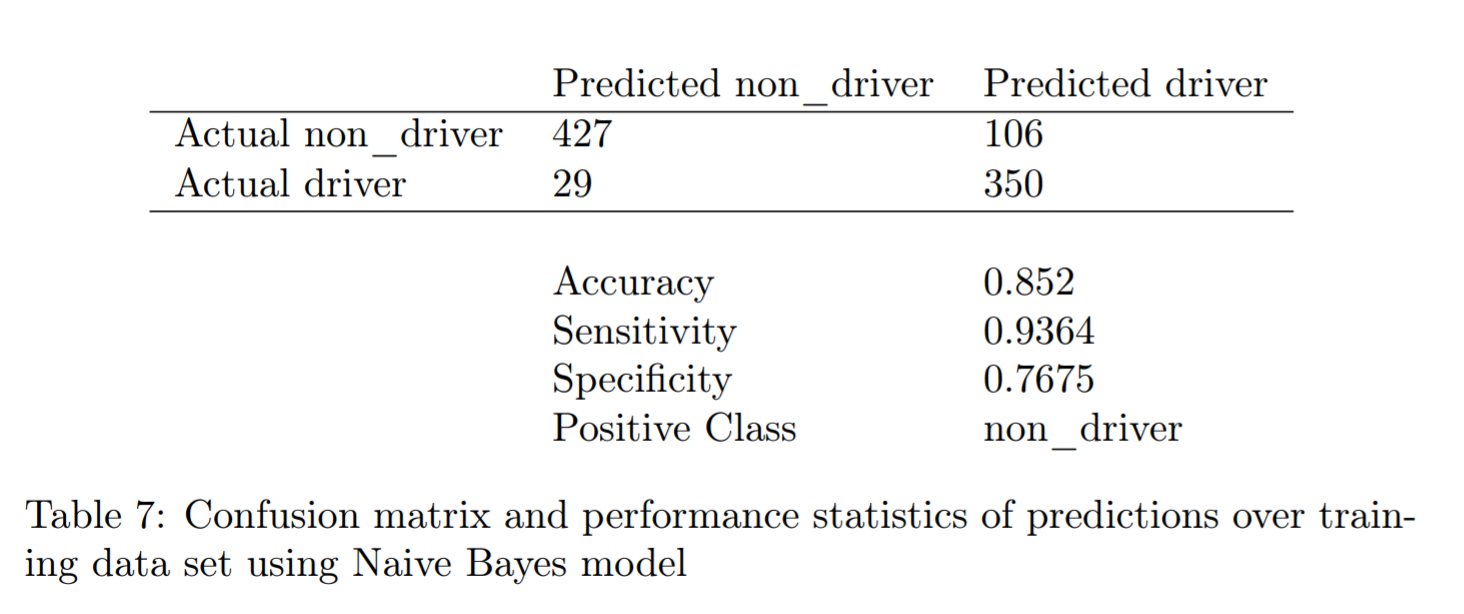 Predicted non_driver Predicted driver
Actual non_driver 427 106
Actual driver 29 350
Accuracy 0.852
Sensitivity 0.9364
Specificity 0.7675
Positive Class non_driver
Table 7: Confusion matrix and performance statistics of predictions over train-
ing data set using Naive Bayes model